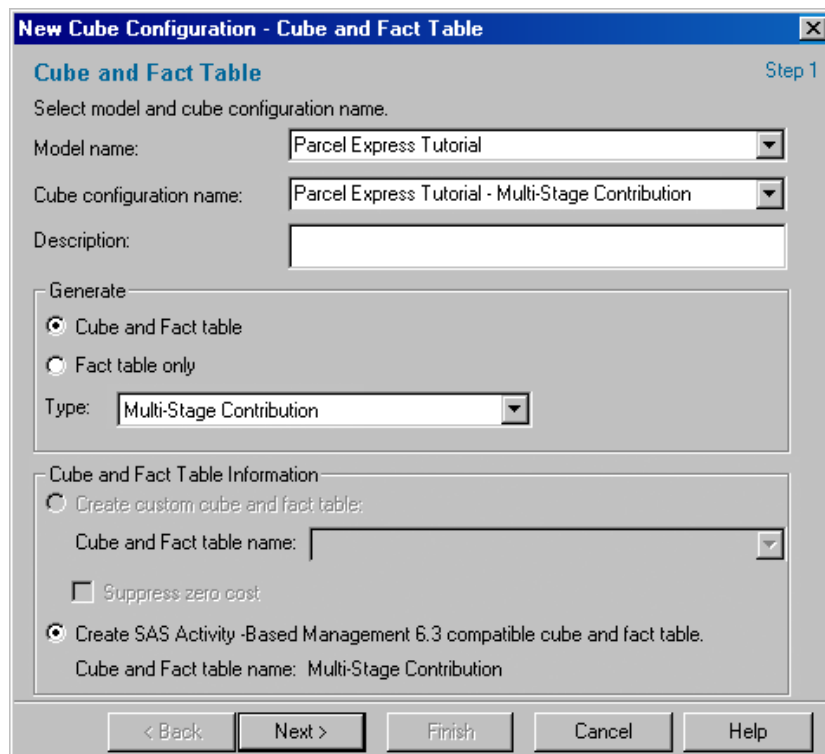 New Cube Configuration - Cube and Fact Table
Cube and Fact Table
Step 1
Select model and cube configuration name.
Model name:
Parcel Express Tutorial
Cube configuration name:
Parcel Express Tutorial - Multi-Stage Contribution
Description:
Generate
Cube and Fact table
Fact table only
Type:
Multi-Stage Contribution
Cube and Fact Table Information
Create custom cube and fact table:
Cube and Fact table name:
Suppress zero cost
Create SAS Activity -Based Management 6.3 compatible cube and fact table.
Cube and Fact table name: Multi-Stage Contribution
< Back
Next >
Finish
Cancel
Help